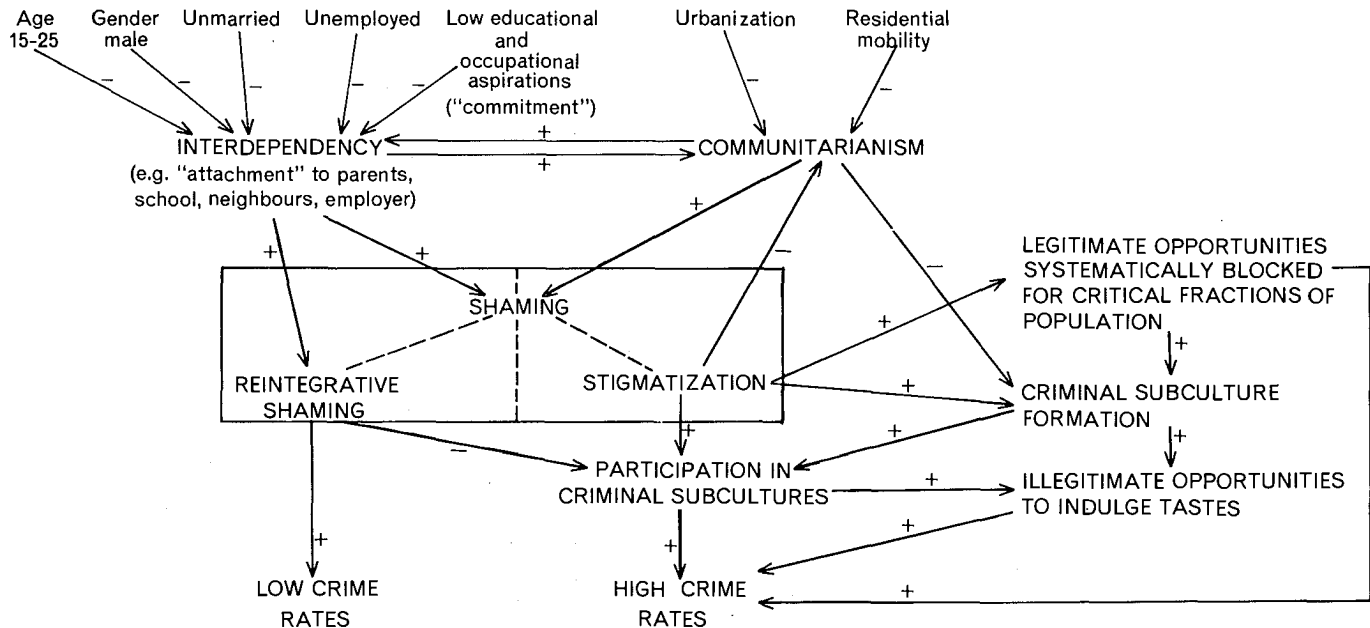 Age
15-25
Gender
male
Unmarried
Unemployed
Low educational
and
occupational
aspirations
("commitment")
Urbanization
Residential
mobility
−
−
−
−
−
−
−
INTERDEPENDENCY
+
+
COMMUNITARIANISM
(e.g. "attachment" to parents,
school, neighbours, employer)
+
+
+
−
−
LEGITIMATE OPPORTUNITIES
SYSTEMATICALLY BLOCKED
FOR CRITICAL FRACTIONS OF
POPULATION
SHAMING
+
+
REINTEGRATIVE
SHAMING
STIGMATIZATION
+
CRIMINAL SUBCULTURE
FORMATION
+
+
+
−
PARTICIPATION IN
CRIMINAL SUBCULTURES
+
ILLEGITIMATE OPPORTUNITIES
TO INDULGE TASTES
+
+
+
LOW CRIME
RATES
HIGH CRIME
RATES
+